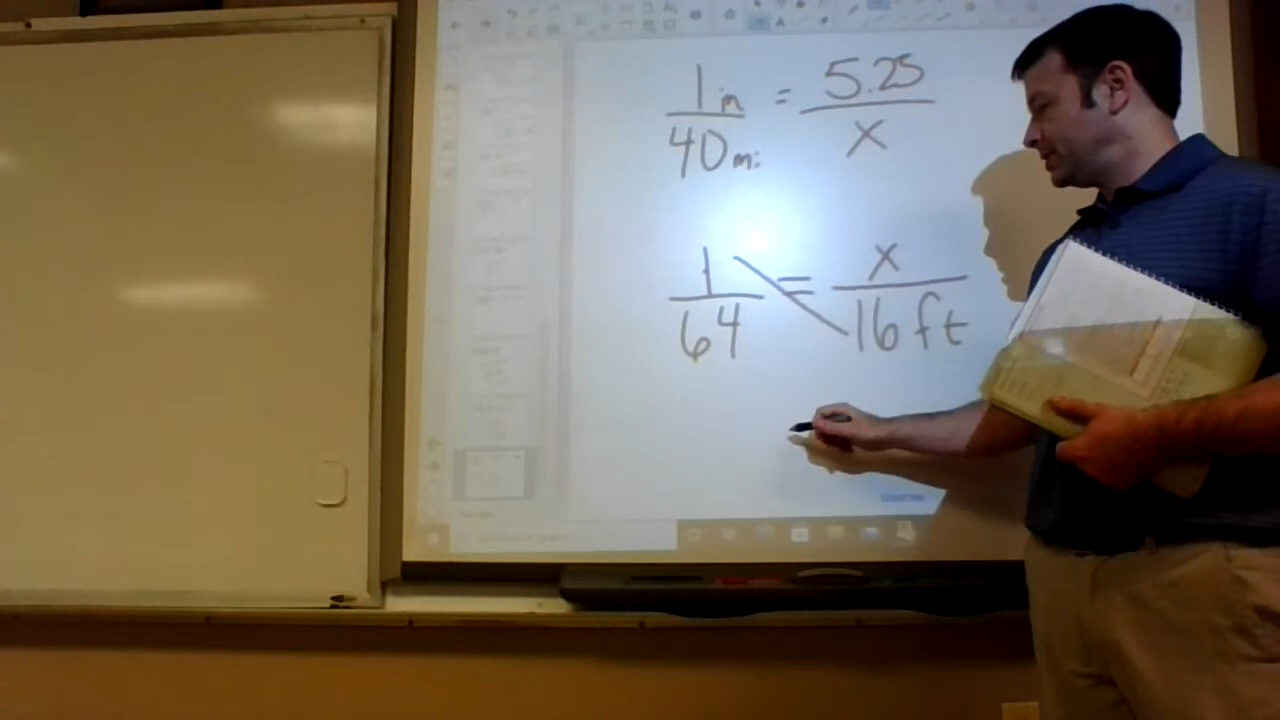 1 in = 5.25
40 mi x
1 = x
64 16 ft